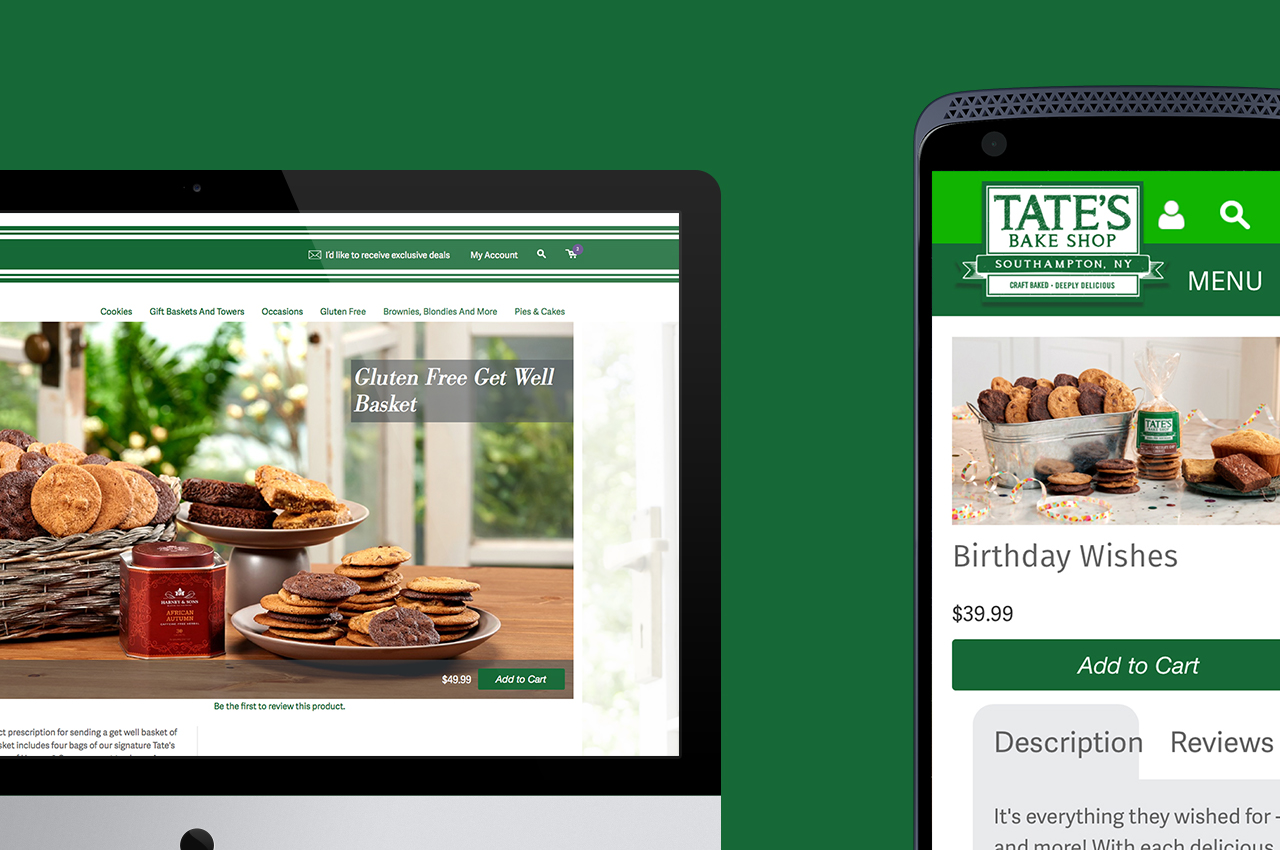 I'd like to receive exclusive deals
My Account
3
Cookies
Gift Baskets And Towers
Occasions
Gluten Free
Brownies, Blondies And More
Pies & Cakes
Gluten Free Get Well
Basket
HARNEY & SONS
AFRICAN
AUTUMN
$49.99
Add to Cart
Be the first to review this product.
ct prescription for sending a get well basket of
sket includes four bags of our signature Tate's
TATE'S
BAKE SHOP
SOUTHAMPTON, NY
CRAFT BAKED • DEEPLY DELICIOUS
MENU
TATE'S
BAKE SHOP
Birthday Wishes
$39.99
Add to Cart
Description
Reviews
It's everything they wished for -
and more! With each delicious